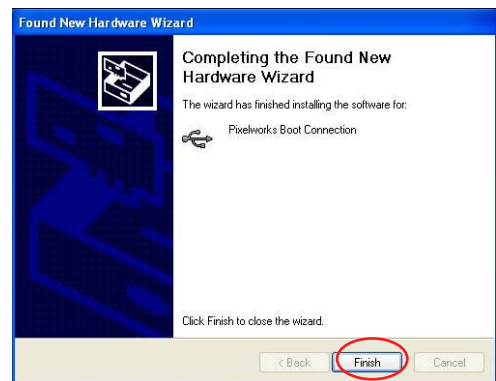 Found New Hardware Wizard
Completing the Found New
Hardware Wizard
The wizard has finished installing the software for:
Pixelworks Boot Connection
Click Finish to close the wizard.
< Back
Finish
Cancel